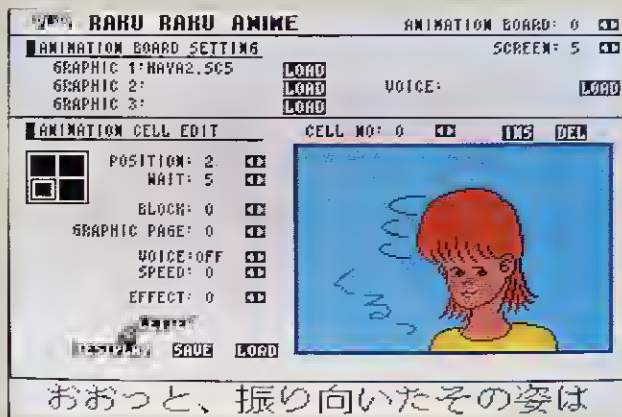 RAKU RAKU ANIME ANIMATION BOARD: 0
ANIMATION BOARD SETTING SCREEN: 5
GRAPHIC 1:HAYA2.SC5 LOAD
GRAPHIC 2: LOAD VOICE: LOAD
GRAPHIC 3: LOAD
ANIMATION CELL EDIT CELL NO: 0 INS DEL
POSITION: 2
WAIT: 5
BLOCK: 0
GRAPHIC PAGE: 0
VOICE:OFF
SPEED: 0
EFFECT: 0
SAVE LOAD
くるっ
おおっと、振り向いたその姿は